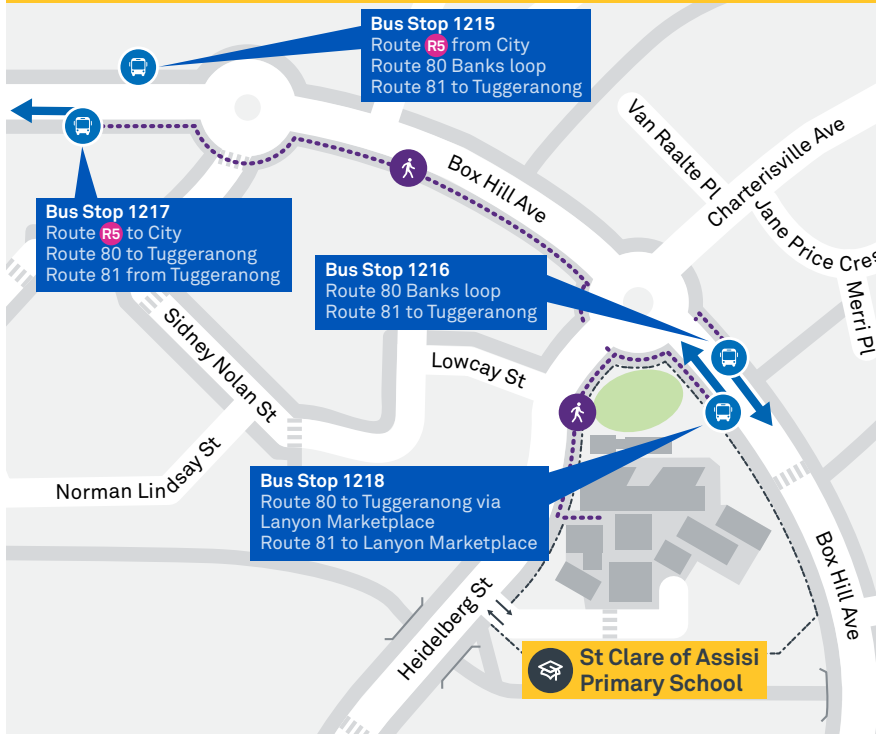 Bus Stop 1215
Route R5 from City
Route 80 Banks loop
Route 81 to Tuggeranong
Van Raalte Pl
Charterisville Ave
Box Hill Ave
Jane Price Cres
Merri Pl
Bus Stop 1217
Route R5 to City
Route 80 to Tuggeranong
Route 81 from Tuggeranong
Bus Stop 1216
Route 80 Banks loop
Route 81 to Tuggeranong
Sidney Nolan St
Lowcay St
Norman Lindsay St
Bus Stop 1218
Route 80 to Tuggeranong via
Lanyon Marketplace
Route 81 to Lanyon Marketplace
Box Hill Ave
Heidelberg St
St Clare of Assisi
Primary School